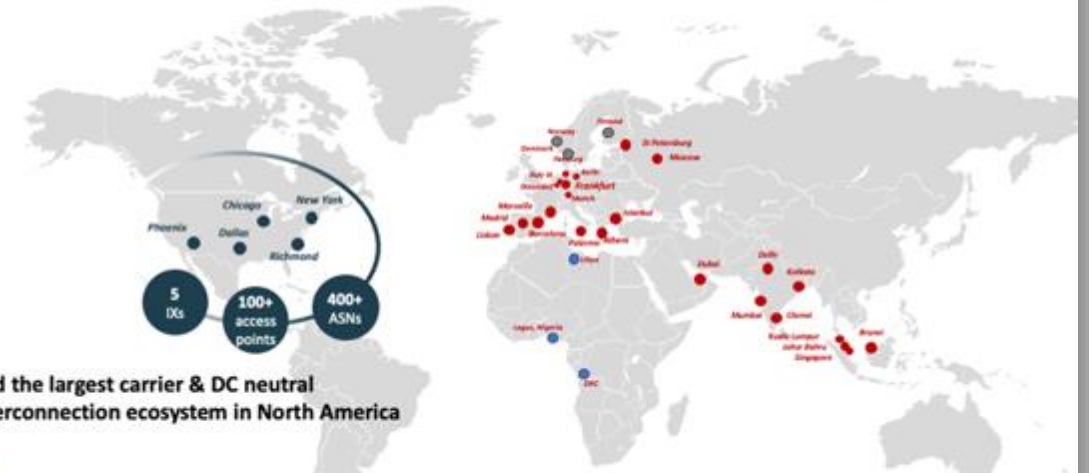 Chicago
New York
Phoenix
Dallas
Richmond
5
IXs
100+
access
points
400+
ASNs
d the largest carrier & DC neutral
erconnection ecosystem in North America
Norway
Finland
Denmark
St Petersburg
Moscow
Berlin
Frankfurt
Munich
Marseille
Madrid
Lisbon
Barcelona
Istanbul
Palermo
Athens
Libya
Lagos, Nigeria
DRC
Dubai
Delhi
Kolkata
Mumbai
Chennai
Kuala Lumpur
Johor Bahru
Singapore
Brunei